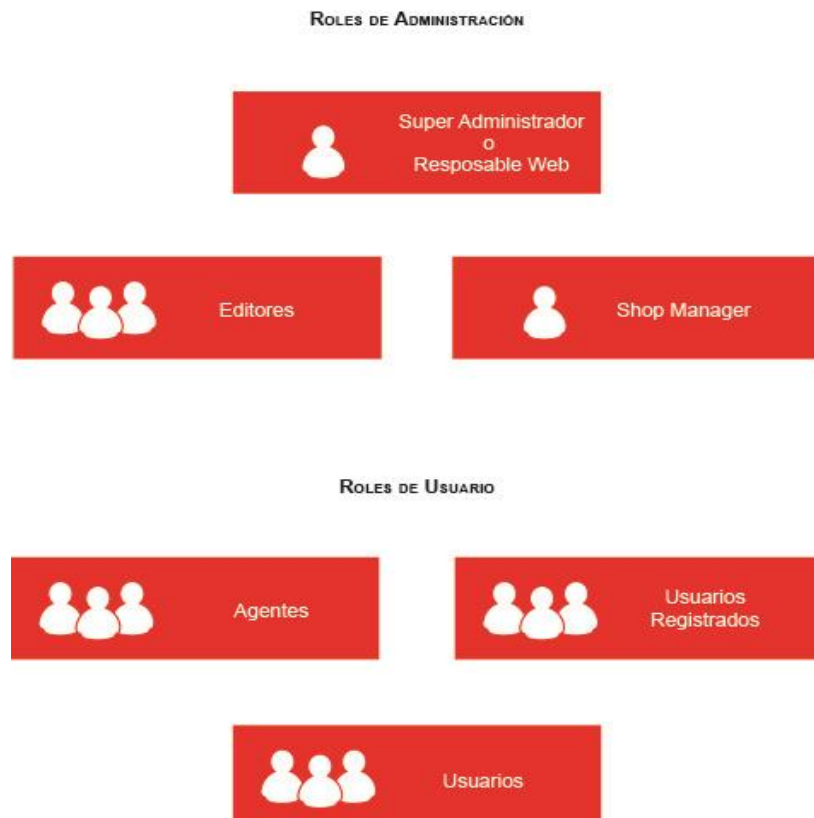 Roles de Administración
Super Administrador
o
Resposable Web
Editores
Shop Manager
Roles de Usuario
Agentes
Usuarios
Registrados
Usuarios